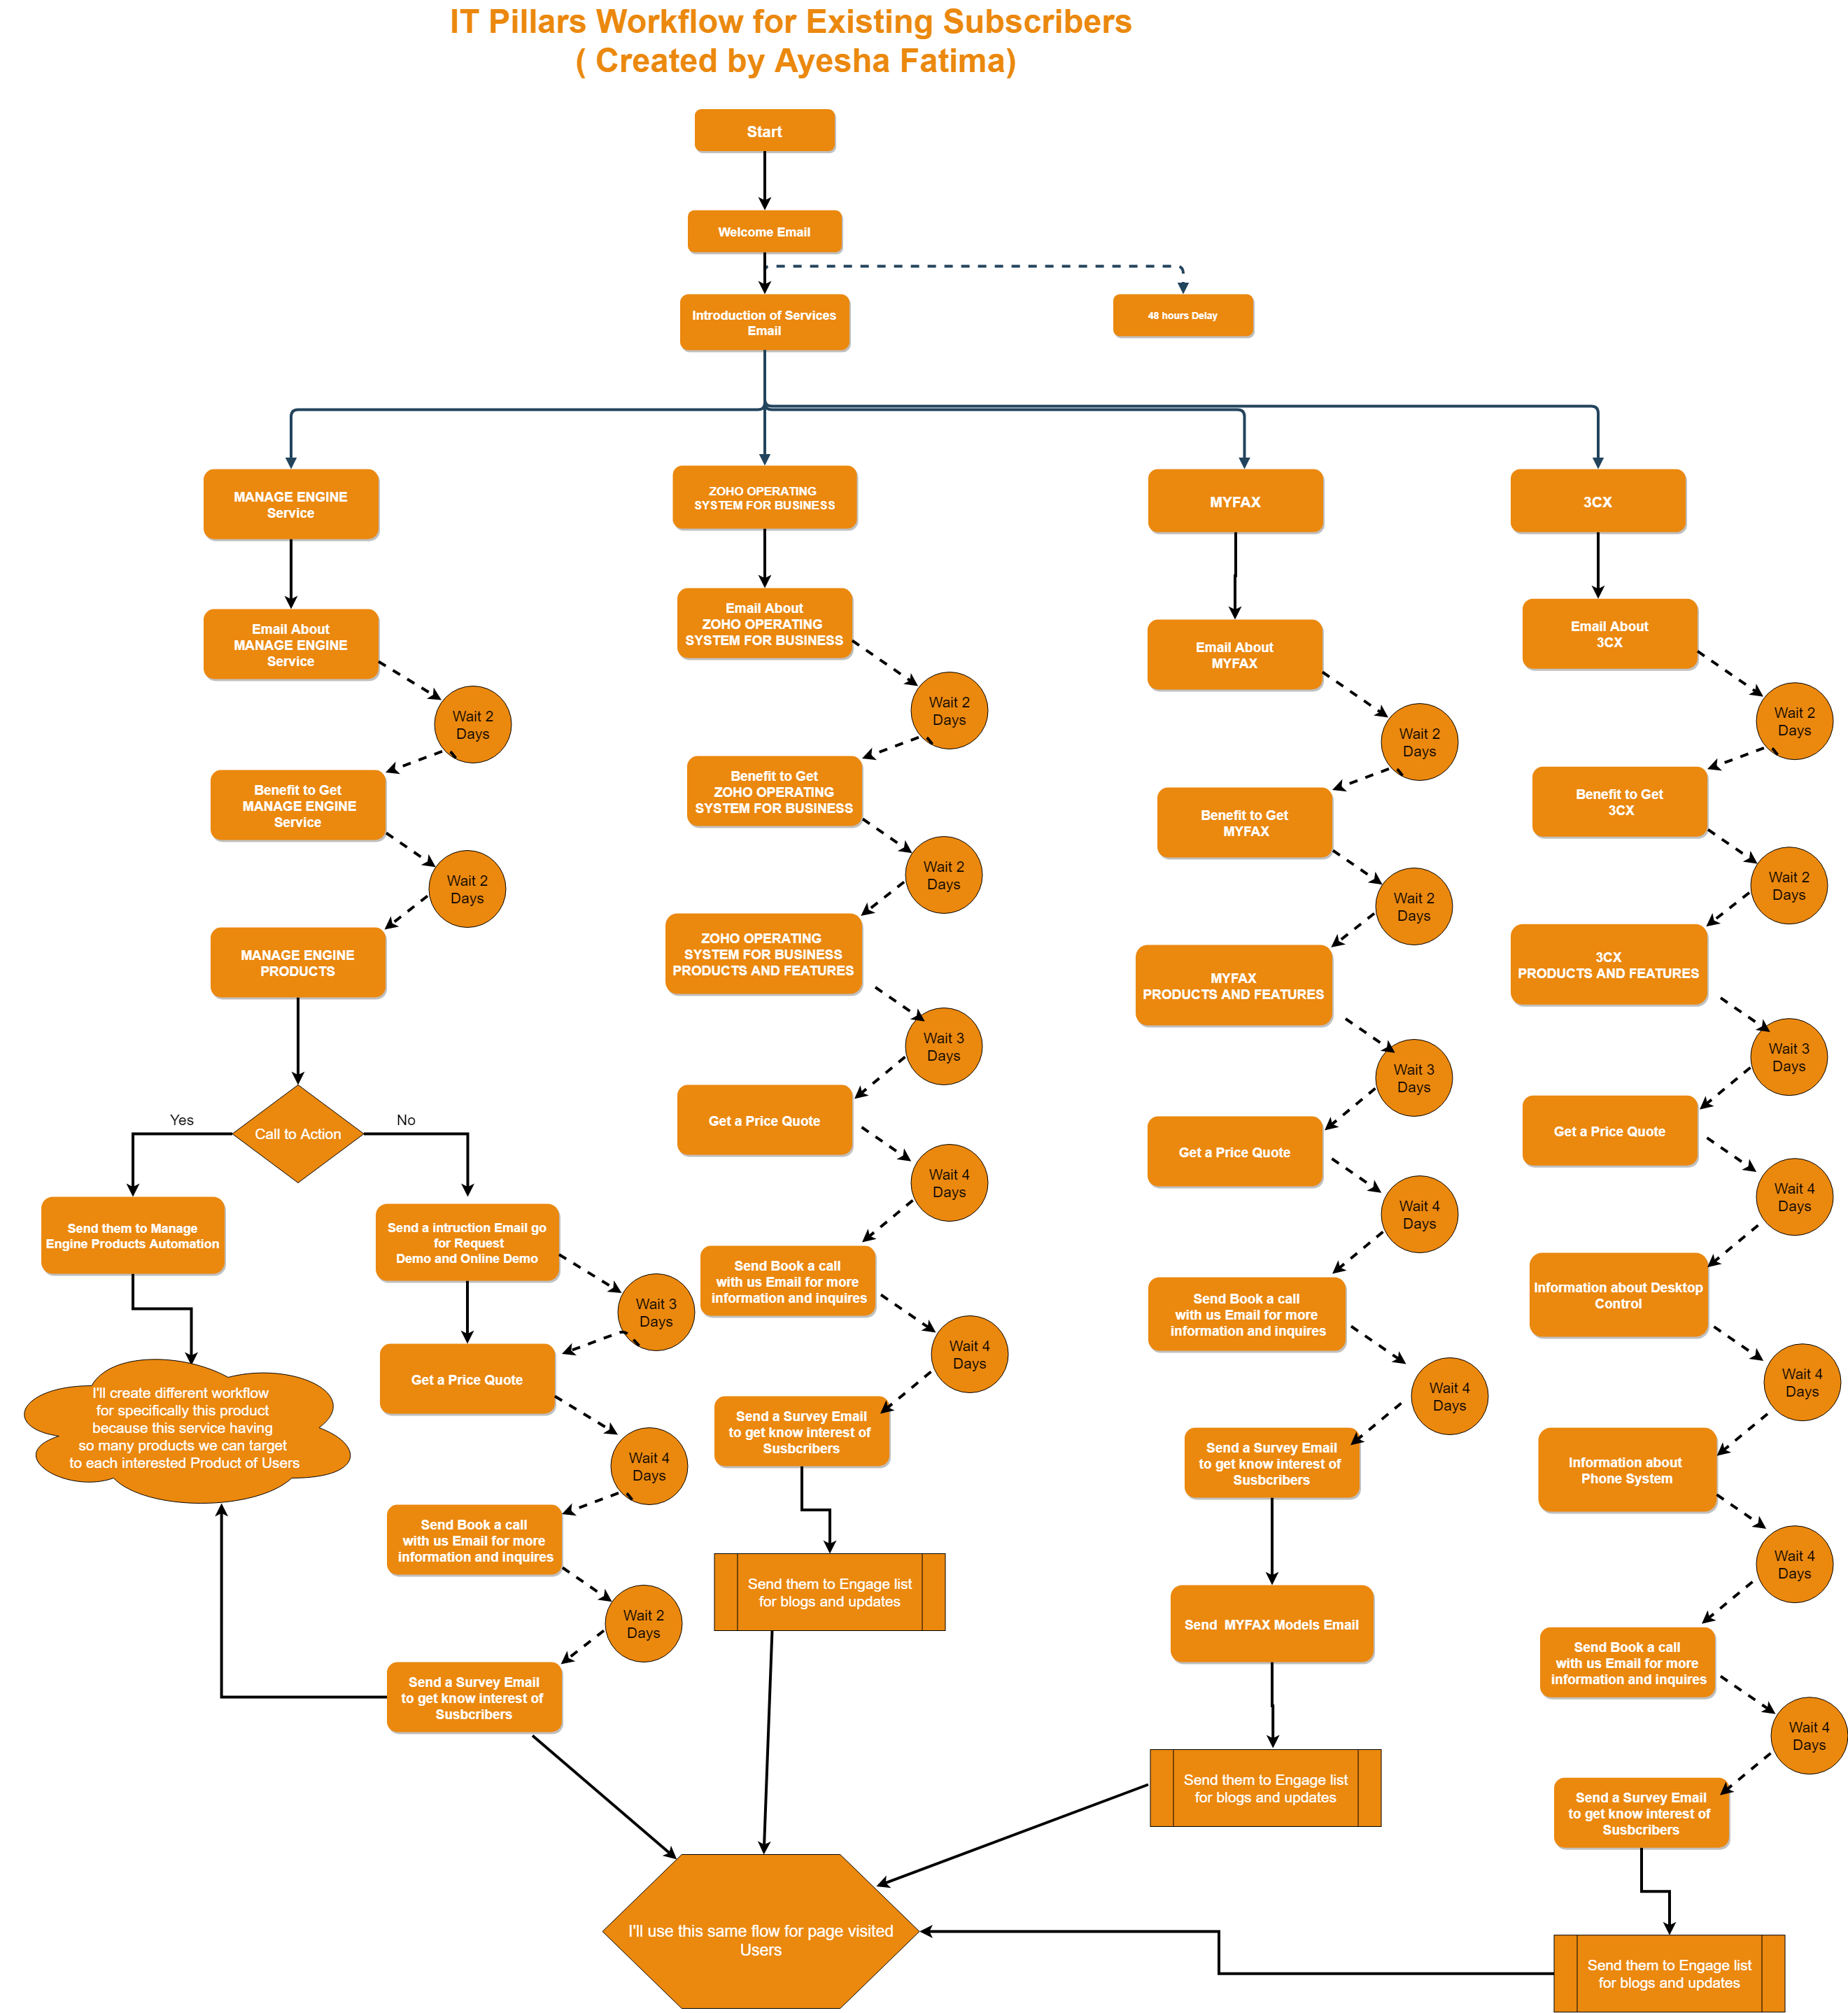 IT Pillars Workflow for Existing Subscribers
( Created by Ayesha Fatima)
Start
Welcome Email
Introduction of Services
Email
48 hours Delay
MANAGE ENGINE
Service
Email About
MANAGE ENGINE
Service
Wait 2
Days
Benefit to Get
MANAGE ENGINE
Service
Wait 2
Days
MANAGE ENGINE
PRODUCTS
Call to Action
Yes
No
Send them to Manage
Engine Products Automation
I'll create different workflow
for specifically this product
because this service having
so many products we can target
to each interested Product of Users
Send a intruction Email go
for Request
Demo and Online Demo
Wait 3
Days
Get a Price Quote
Wait 4
Days
Send Book a call
with us Email for more
information and inquires
Wait 2
Days
Send a Survey Email
to get know interest of
Susbcribers
ZOHO OPERATING
SYSTEM FOR BUSINESS
Email About
ZOHO OPERATING
SYSTEM FOR BUSINESS
Wait 2
Days
Benefit to Get
ZOHO OPERATING
SYSTEM FOR BUSINESS
Wait 2
Days
ZOHO OPERATING
SYSTEM FOR BUSINESS
PRODUCTS AND FEATURES
Wait 3
Days
Get a Price Quote
Wait 4
Days
Send Book a call
with us Email for more
information and inquires
Wait 4
Days
Send a Survey Email
to get know interest of
Susbcribers
Send them to Engage list
for blogs and updates
MYFAX
Email About
MYFAX
Wait 2
Days
Benefit to Get
MYFAX
Wait 2
Days
MYFAX
PRODUCTS AND FEATURES
Wait 3
Days
Get a Price Quote
Wait 4
Days
Send Book a call
with us Email for more
information and inquires
Wait 4
Days
Send a Survey Email
to get know interest of
Susbcribers
Send MYFAX Models Email
Send them to Engage list
for blogs and updates
3CX
Email About
3CX
Wait 2
Days
Benefit to Get
3CX
Wait 2
Days
3CX
PRODUCTS AND FEATURES
Wait 3
Days
Get a Price Quote
Wait 4
Days
Information about Desktop
Control
Wait 4
Days
Information about
Phone System
Wait 4
Days
Send Book a call
with us Email for more
information and inquires
Wait 4
Days
Send a Survey Email
to get know interest of
Susbcribers
Send them to Engage list
for blogs and updates
I'll use this same flow for page visited
Users